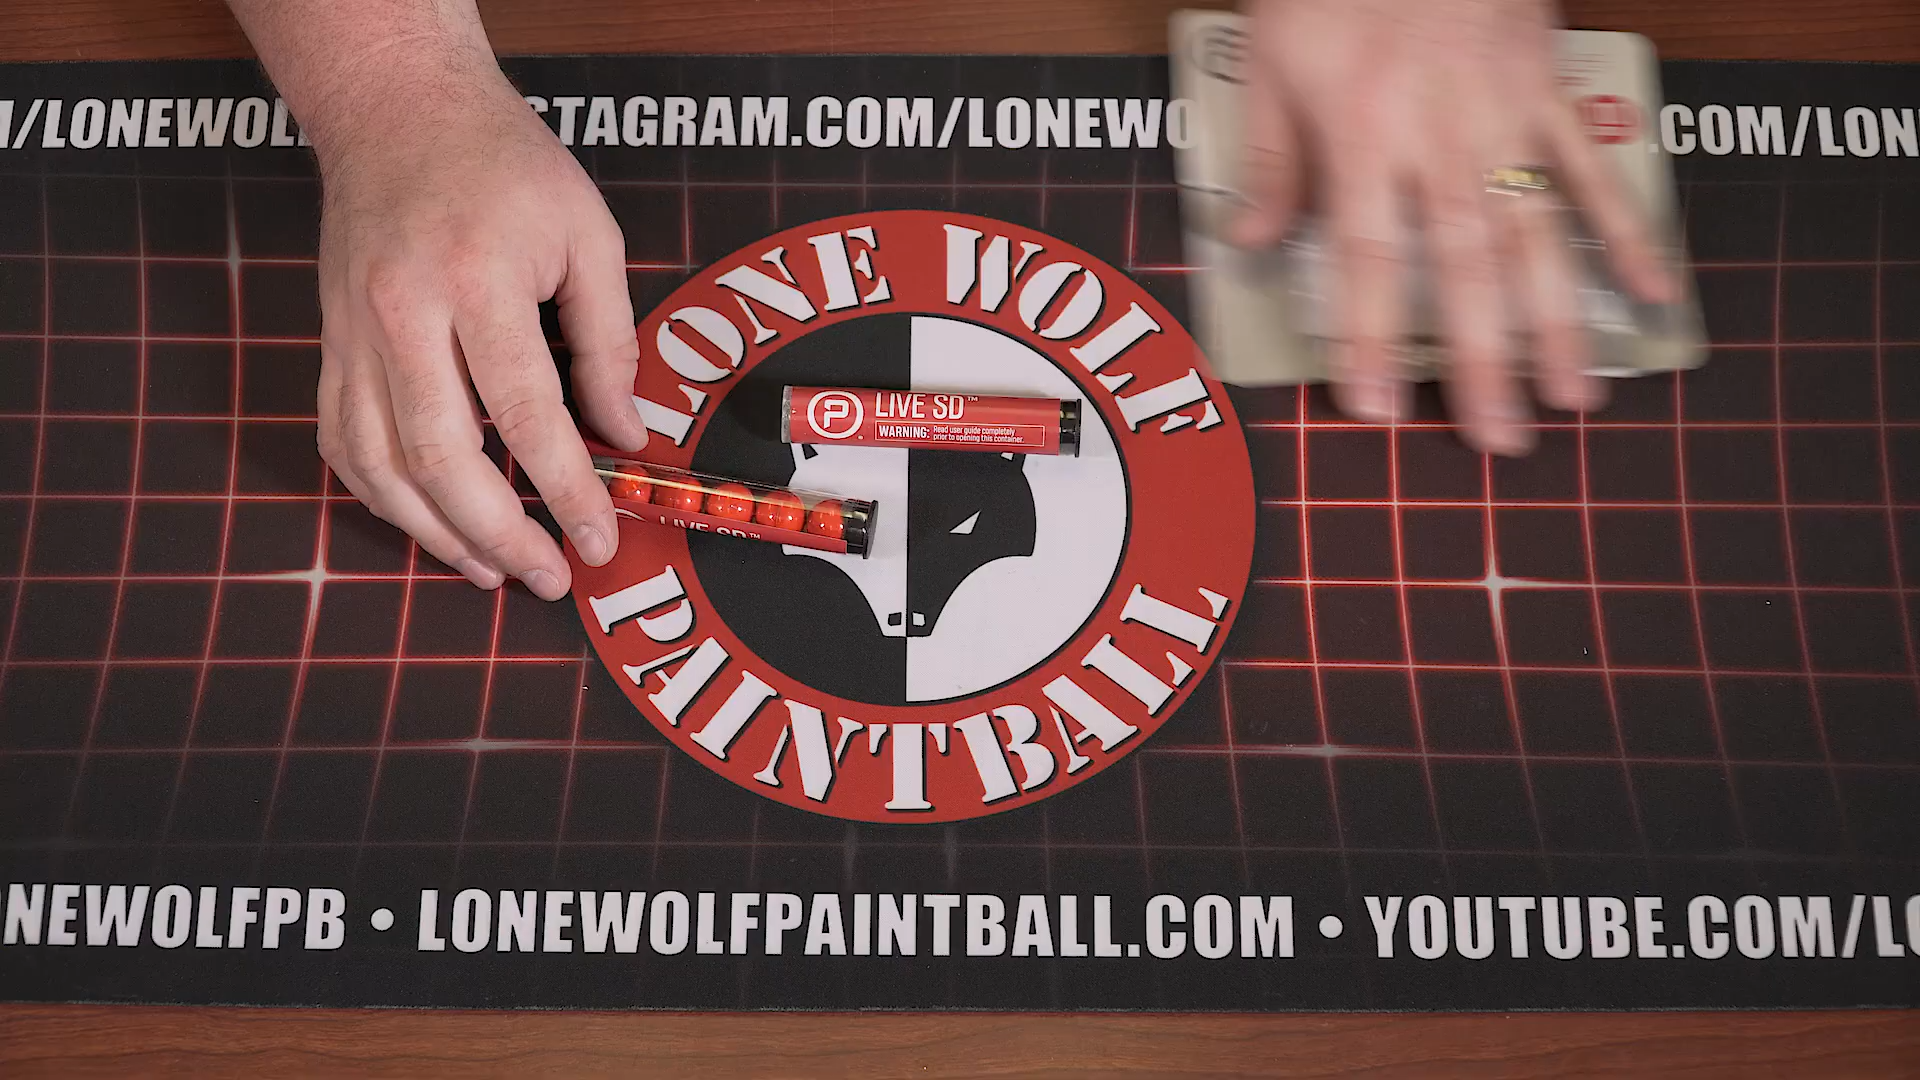 M/LONEWOL
STAGRAM.COM/LONEWO
.COM/LON
LONE WOLF
P
LIVE SD™
WARNING: Read user guide completely
prior to opening this container.
LIVE SD™
PAINTBALL
ONEWOLFPB • LONEWOLFPAINTBALL.COM • YOUTUBE.COM/LO